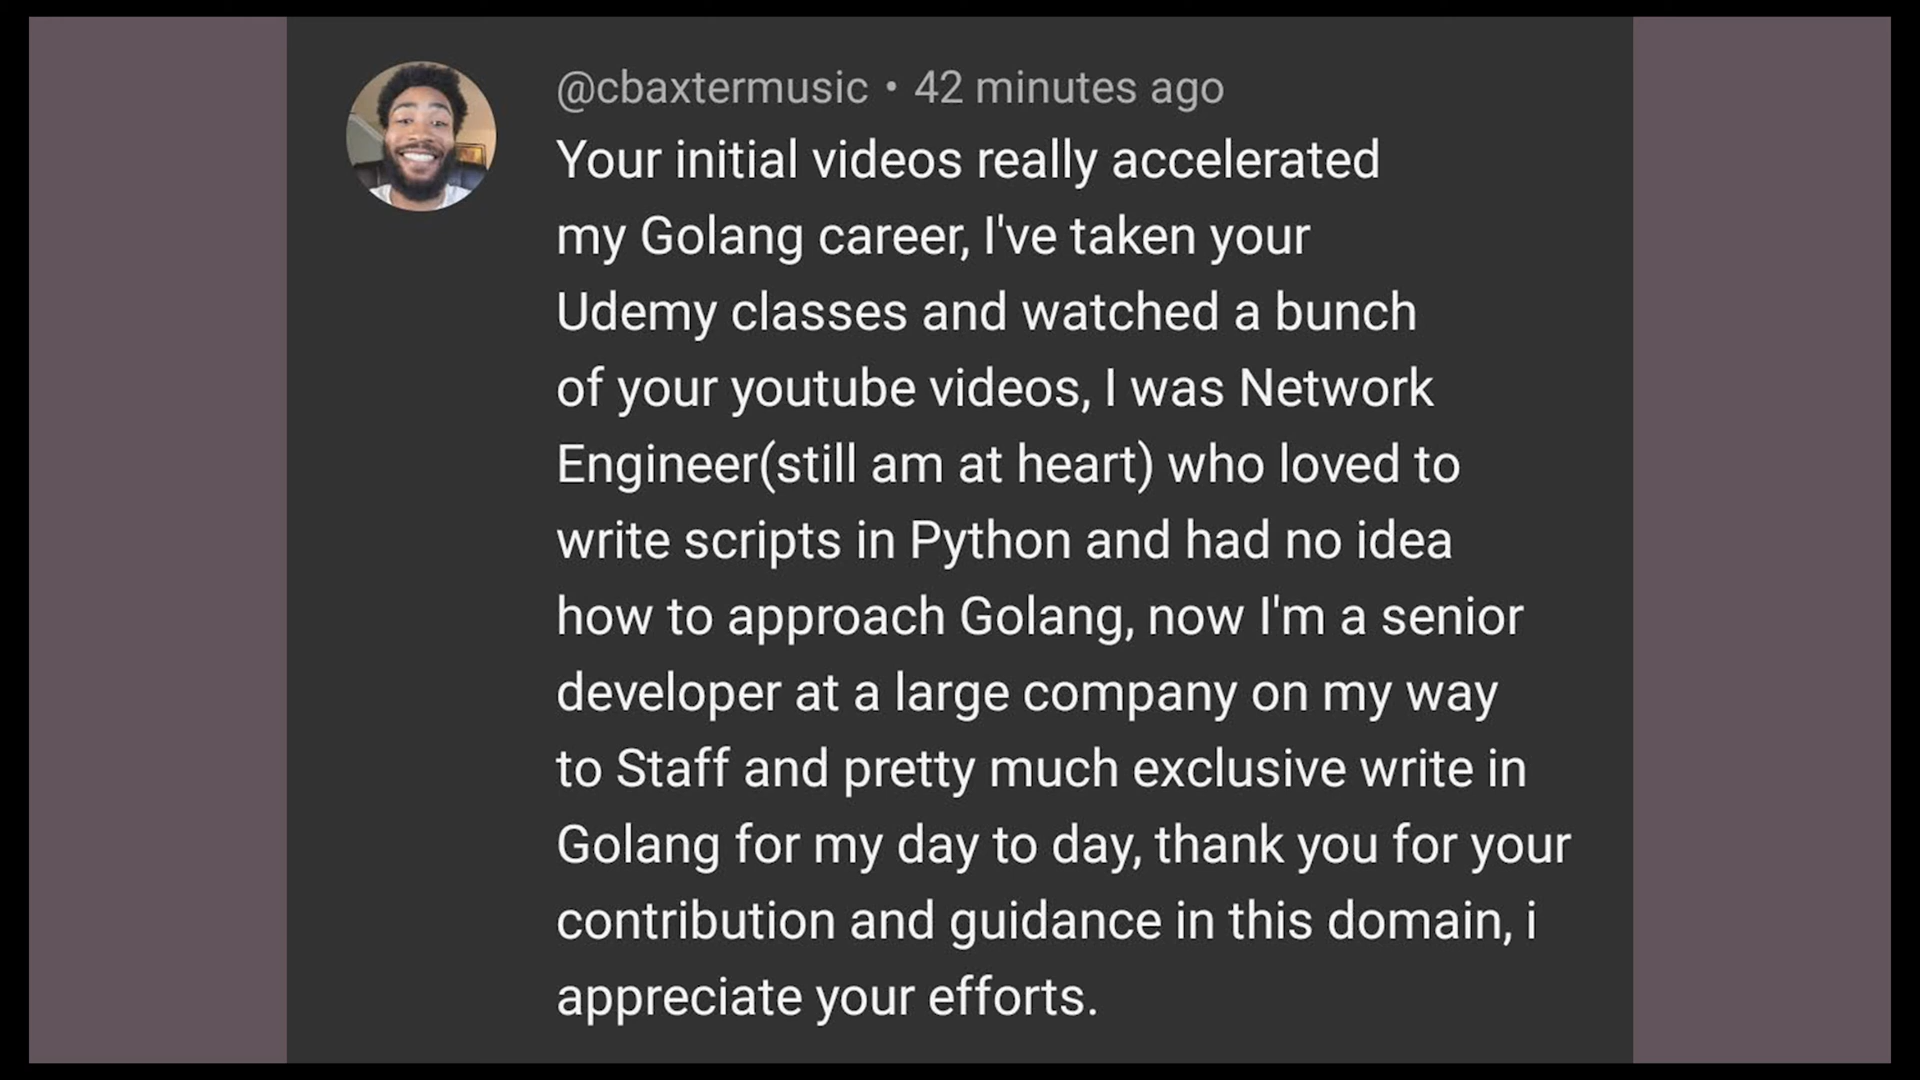 @cbaxtermusic • 42 minutes ago
Your initial videos really accelerated
my Golang career, I've taken your
Udemy classes and watched a bunch
of your youtube videos, I was Network
Engineer(still am at heart) who loved to
write scripts in Python and had no idea
how to approach Golang, now I'm a senior
developer at a large company on my way
to Staff and pretty much exclusive write in
Golang for my day to day, thank you for your
contribution and guidance in this domain, i
appreciate your efforts.